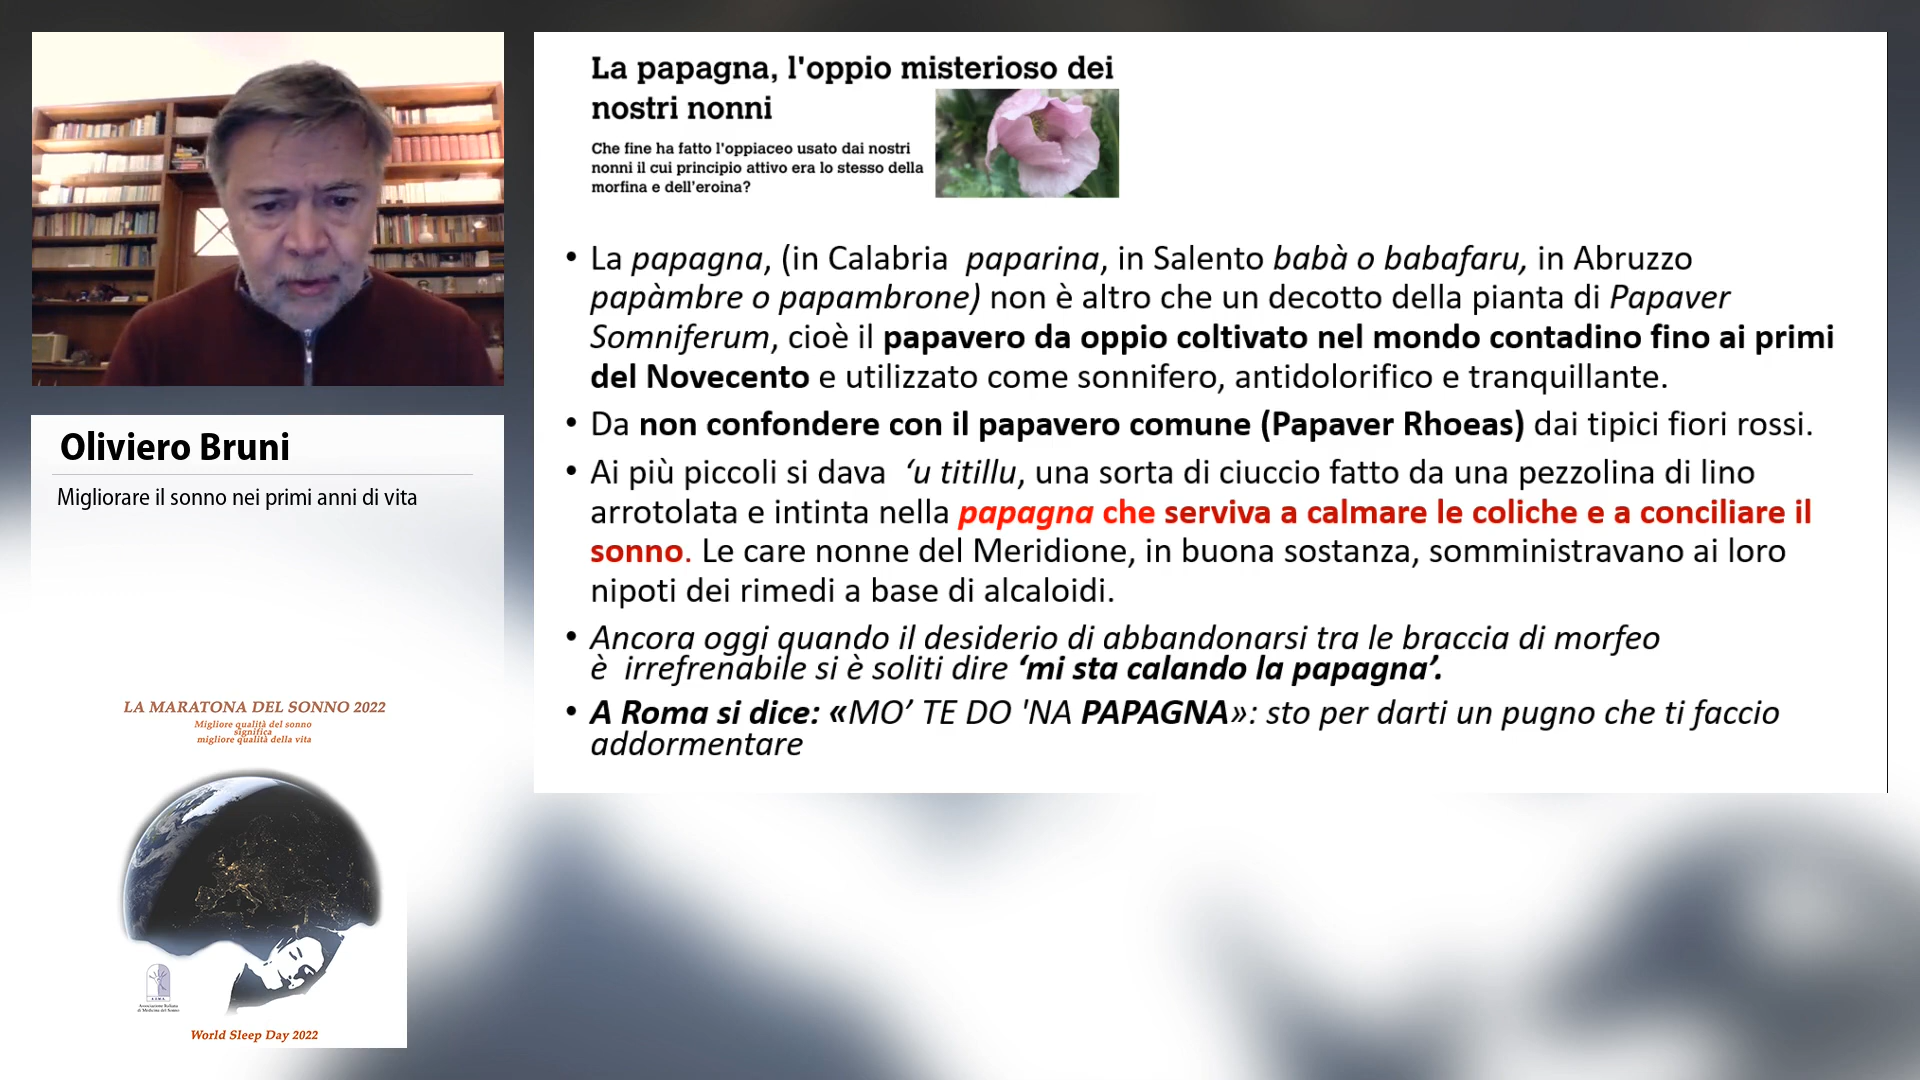 La papagna, l'oppio misterioso dei
nostri nonni
Che fine ha fatto l'oppiaceo usato dai nostri
nonni il cui principio attivo era lo stesso della
morfina e dell'eroina?
• La papagna, (in Calabria paparina, in Salento babà o babafaru, in Abruzzo
papàmbre o papambrone) non è altro che un decotto della pianta di Papaver
Somniferum, cioè il papavero da oppio coltivato nel mondo contadino fino ai primi
del Novecento e utilizzato come sonnifero, antidolorifico e tranquillante.
• Da non confondere con il papavero comune (Papaver Rhoeas) dai tipici fiori rossi.
• Ai più piccoli si dava ‘u titillu, una sorta di ciuccio fatto da una pezzolina di lino
arrotolata e intinta nella papagna che serviva a calmare le coliche e a conciliare il
sonno. Le care nonne del Meridione, in buona sostanza, somministravano ai loro
nipoti dei rimedi a base di alcaloidi.
• Ancora oggi quando il desiderio di abbandonarsi tra le braccia di morfeo
è irrefrenabile si è soliti dire ‘mi sta calando la papagna’.
• A Roma si dice: «MO’ TE DO 'NA PAPAGNA»: sto per darti un pugno che ti faccio
addormentare
Oliviero Bruni
Migliorare il sonno nei primi anni di vita
LA MARATONA DEL SONNO 2022
Migliore qualità del sonno
significa
migliore qualità della vita
Associazione Italiana
di Medicina del Sonno
World Sleep Day 2022